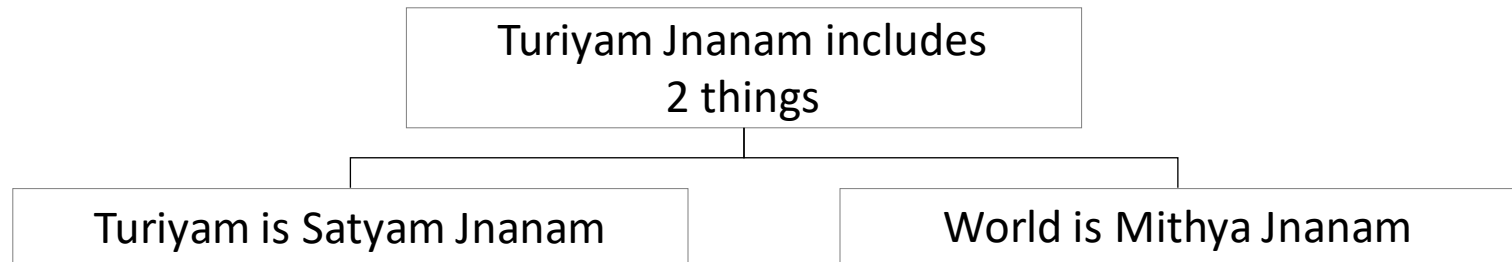 Turiyam Jnanam includes
2 things
Turiyam is Satyam Jnanam
World is Mithya Jnanam